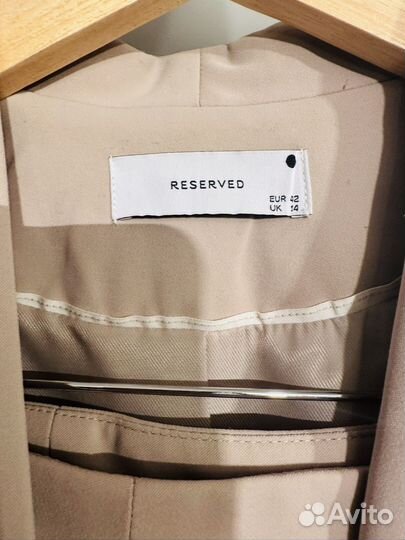 RESERVED
EUR 42
UK 14
Avito